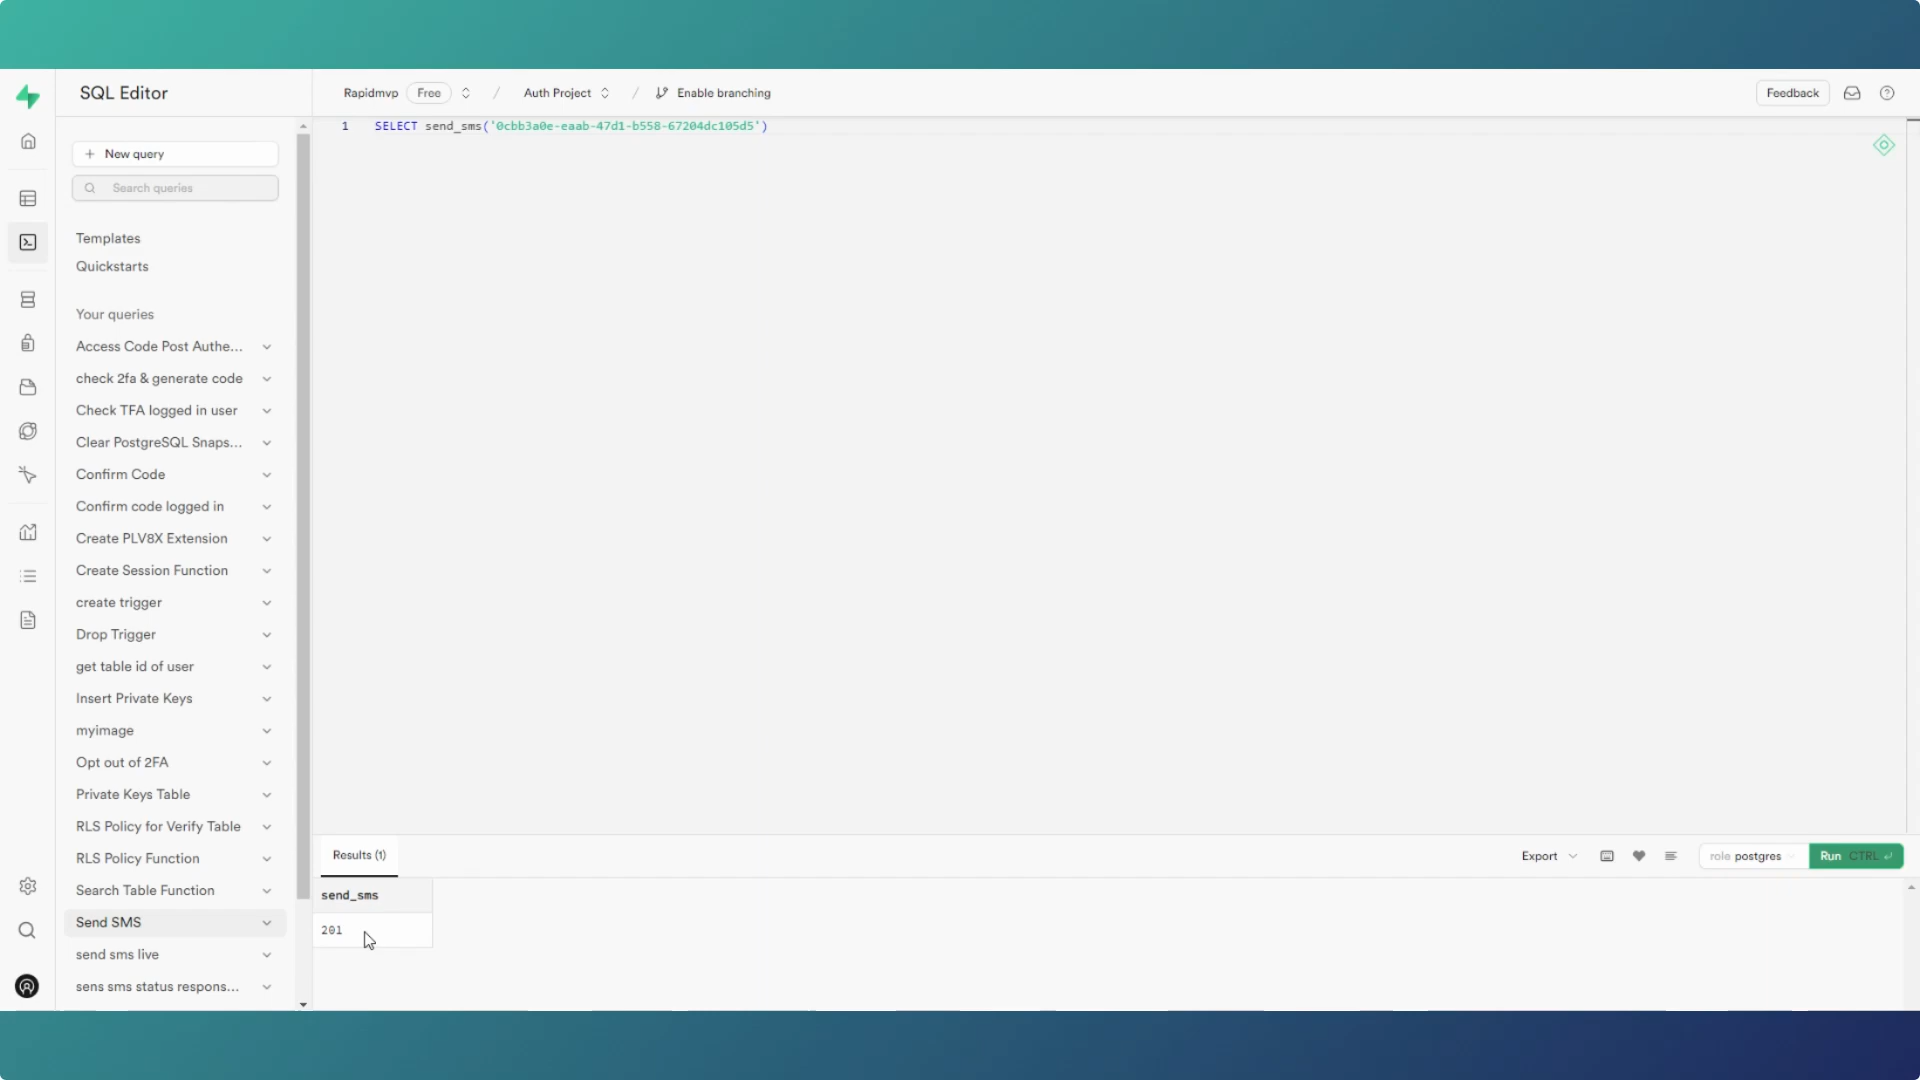 SQL Editor
Rapidmvp Free / Auth Project / Enable branching
Feedback
New query
Search queries
Templates
Quickstarts
Your queries
Access Code Post Authe...
check 2fa & generate code
Check TFA logged in user
Clear PostgreSQL Snaps...
Confirm Code
Confirm code logged in
Create PLV8X Extension
Create Session Function
create trigger
Drop Trigger
get table id of user
Insert Private Keys
myimage
Opt out of 2FA
Private Keys Table
RLS Policy for Verify Table
RLS Policy Function
Search Table Function
Send SMS
send sms live
sens sms status respons...
1 SELECT send_sms('0cbb3a0e-eaab-47d1-b558-67204dc105d5')
Results (1)
Export
role postgres
Run CTRL
send_sms
201